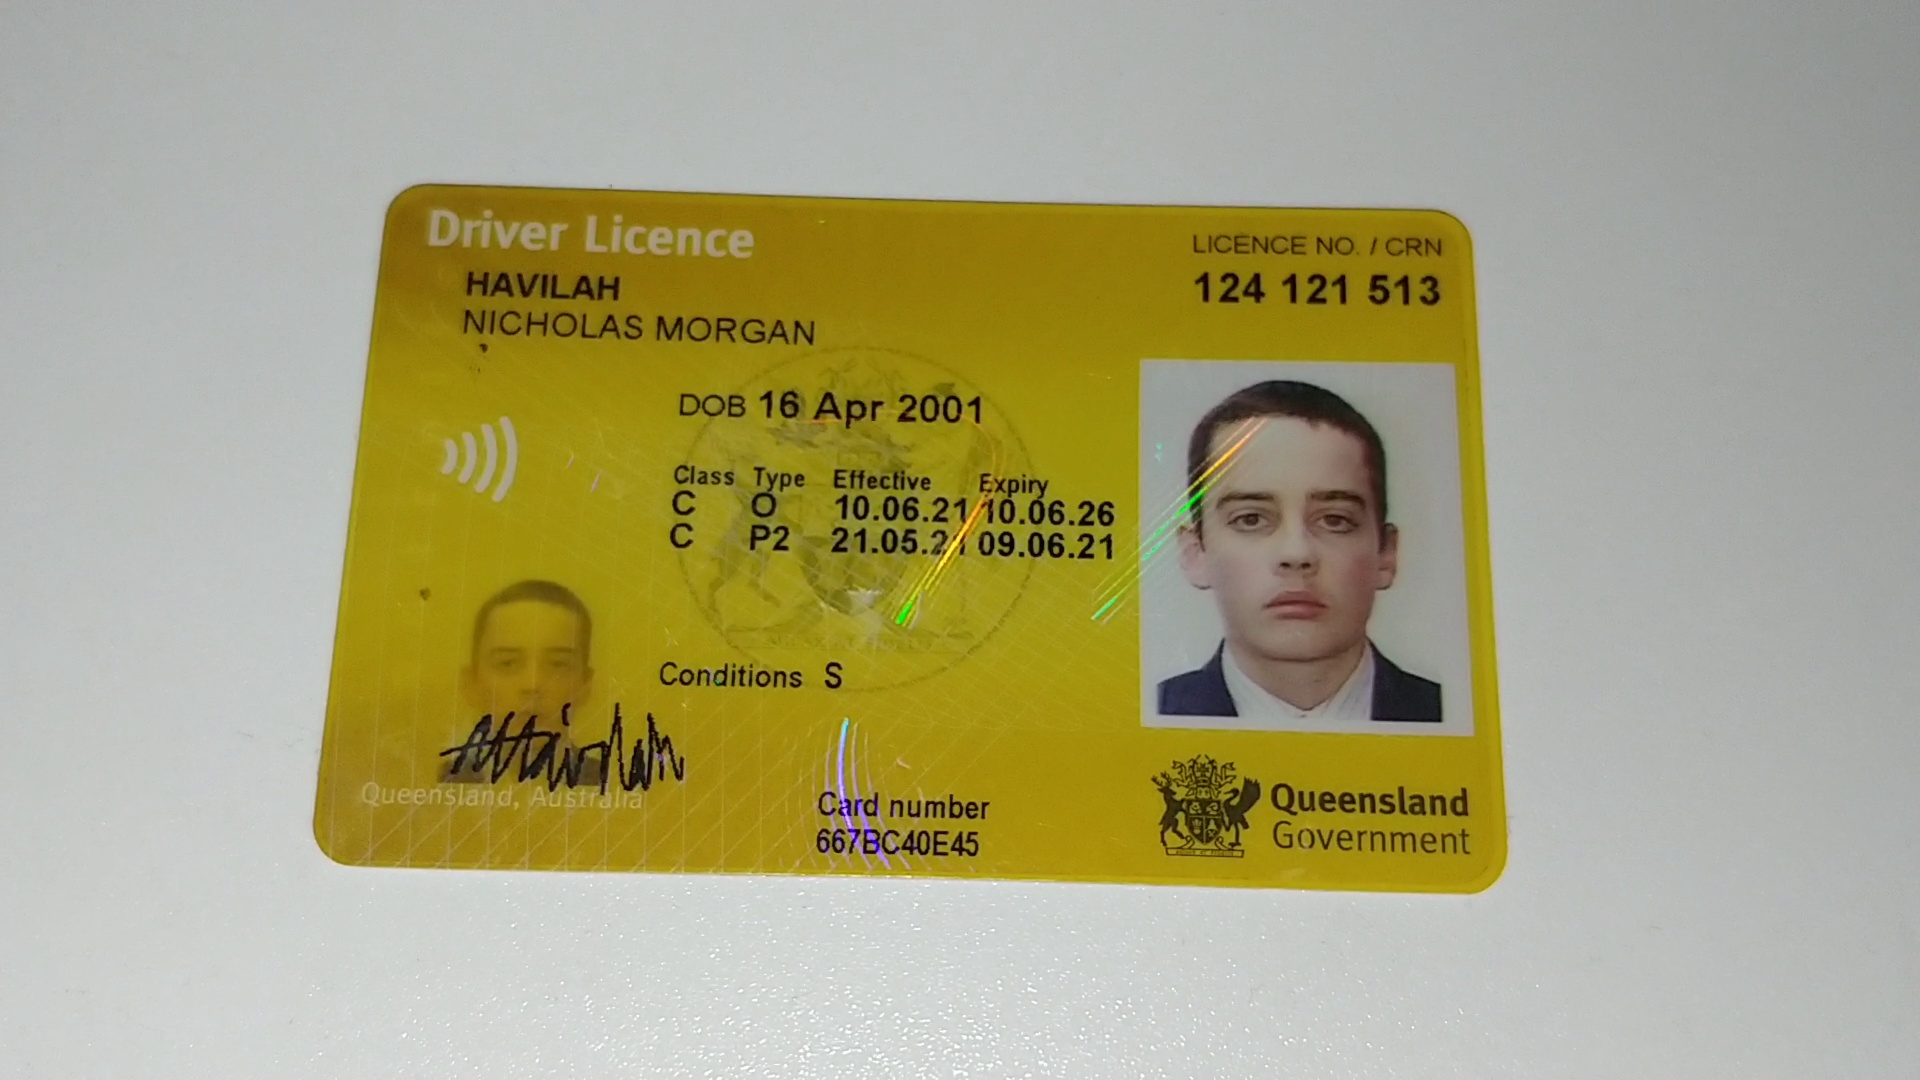 Driver Licence
LICENCE NO. / CRN
124 121 513
HAVILAH
NICHOLAS MORGAN
DOB 16 Apr 2001
Class Type Effective Expiry
C O 10.06.21 10.06.26
C P2 21.05.21 09.06.21
Conditions S
Queensland, Australia
Card number
667BC40E45
Queensland
Government